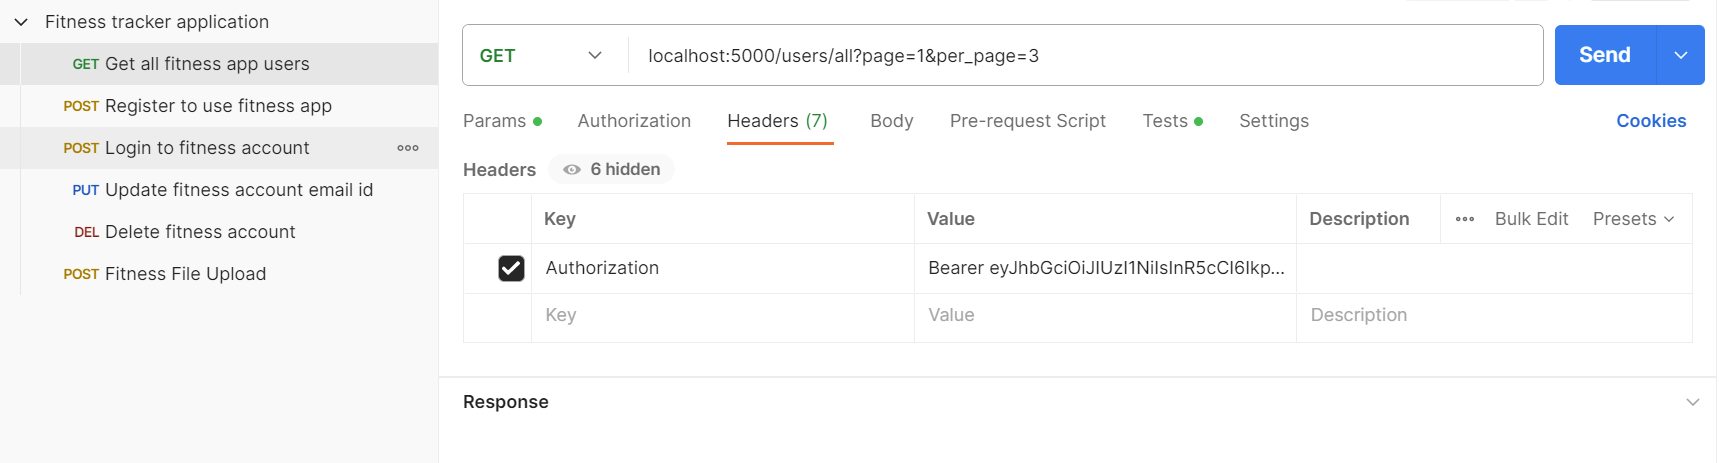 Fitness tracker application
GET Get all fitness app users
POST Register to use fitness app
POST Login to fitness account
PUT Update fitness account email id
DEL Delete fitness account
POST Fitness File Upload
GET localhost:5000/users/all?page=1&per_page=3 Send
Params Authorization Headers (7) Body Pre-request Script Tests Settings Cookies
Headers 6 hidden
Key Value Description Bulk Edit Presets
Authorization Bearer eyJhbGciOiJIUzI1NiIsInR5cCI6Ikp...
Key Value Description
Response